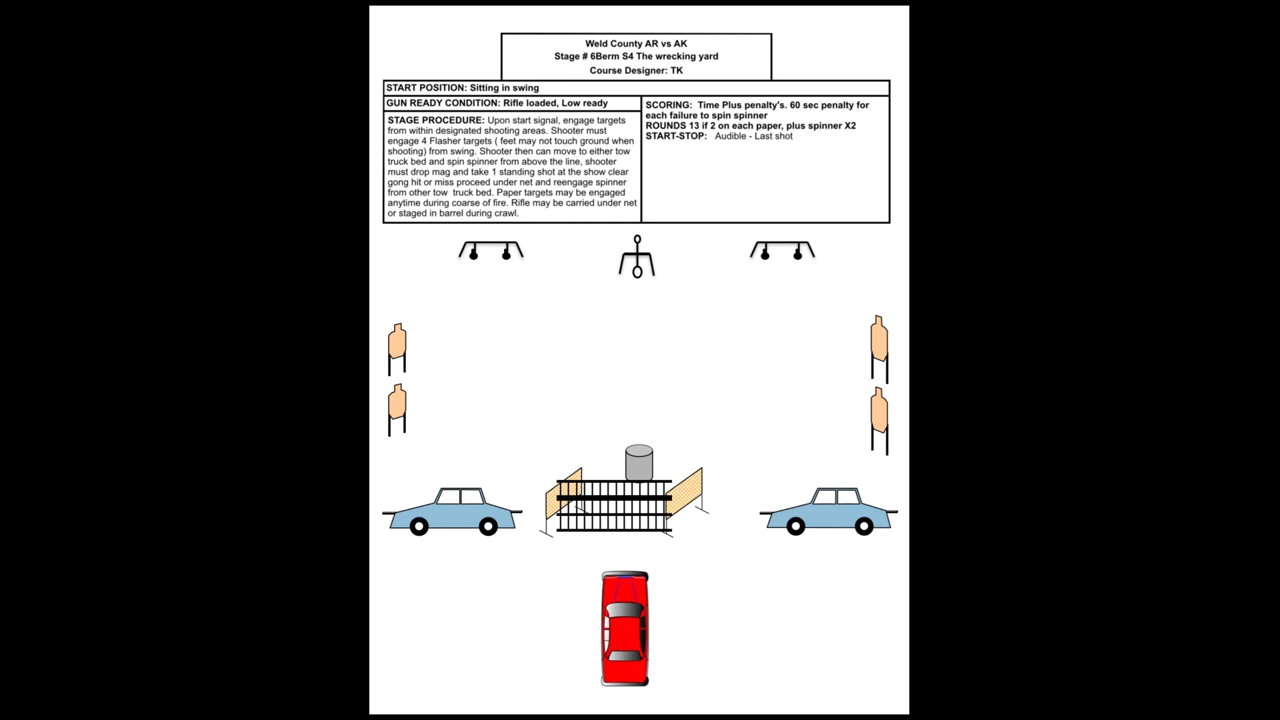 Weld County AR vs AK
Stage # 6Berm S4 The wrecking yard
Course Designer: TK
START POSITION: Sitting in swing
GUN READY CONDITION: Rifle loaded, Low ready
STAGE PROCEDURE: Upon start signal, engage targets
from within designated shooting areas. Shooter must
engage 4 Flasher targets ( feet may not touch ground when
shooting) from swing. Shooter then can move to either tow
truck bed and spin spinner from above the line, shooter
must drop mag and take 1 standing shot at the show clear
gong hit or miss proceed under net and reengage spinner
from other tow  truck bed. Paper targets may be engaged
anytime during coarse of fire. Rifle may be carried under net
or staged in barrel during crawl.
SCORING:  Time Plus penalty's. 60 sec penalty for
each failure to spin spinner
ROUNDS 13 if 2 on each paper, plus spinner X2
START-STOP:   Audible - Last shot